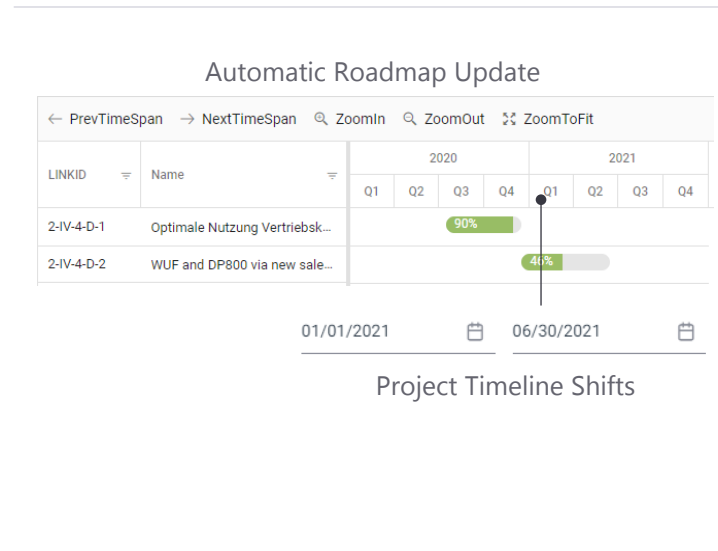 Automatic Roadmap Update
PrevTimeSpan NextTimeSpan ZoomIn ZoomOut ZoomToFit
LINKID Name 2020 2021
Q1 Q2 Q3 Q4 Q1 Q2 Q3 Q4
2-IV-4-D-1 Optimale Nutzung Vertriebsk... 90%
2-IV-4-D-2 WUF and DP800 via new sale... 46%
01/01/2021 06/30/2021
Project Timeline Shifts